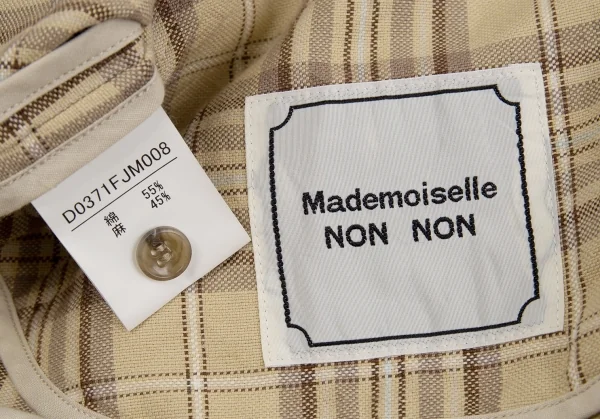 D0371FJM008
綿 55%
麻 45%
Mademoiselle
NON NON